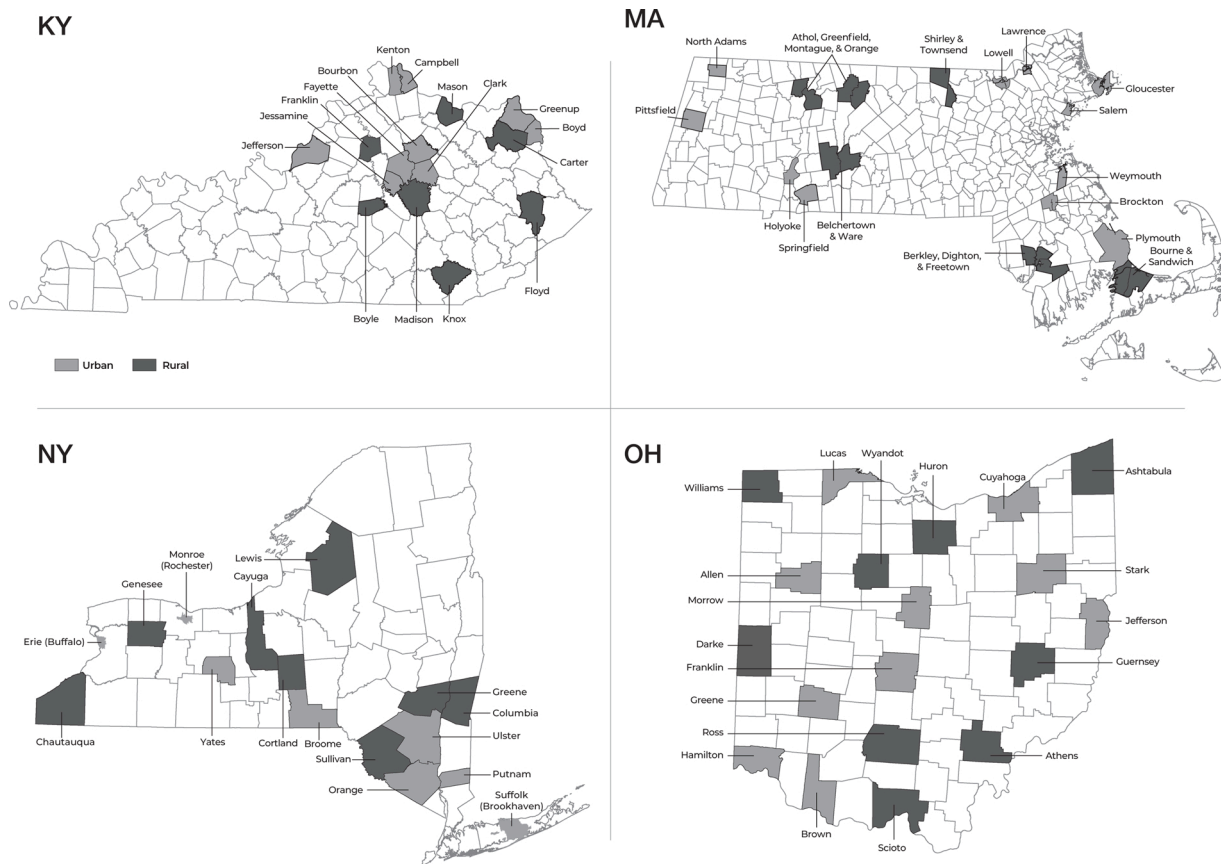 KY
Kenton
Campbell
Bourbon
Fayette
Franklin
Jessamine
Jefferson
Mason
Clark
Greenup
Boyd
Carter
Floyd
Boyle
Madison
Knox
Urban
Rural
MA
North Adams
Athol, Greenfield,
Montague, & Orange
Shirley &
Townsend
Lawrence
Lowell
Gloucester
Salem
Pittsfield
Weymouth
Brockton
Holyoke
Springfield
Belchertown
& Ware
Berkley, Dighton,
& Freetown
Plymouth
Bourne &
Sandwich
NY
Lewis
Monroe
(Rochester)
Cayuga
Genesee
Erie (Buffalo)
Chautauqua
Yates
Cortland
Broome
Sullivan
Orange
Greene
Columbia
Ulster
Putnam
Suffolk
(Brookhaven)
OH
Lucas
Wyandot
Huron
Cuyahoga
Ashtabula
Williams
Allen
Stark
Morrow
Jefferson
Darke
Franklin
Guernsey
Greene
Ross
Hamilton
Athens
Brown
Scioto